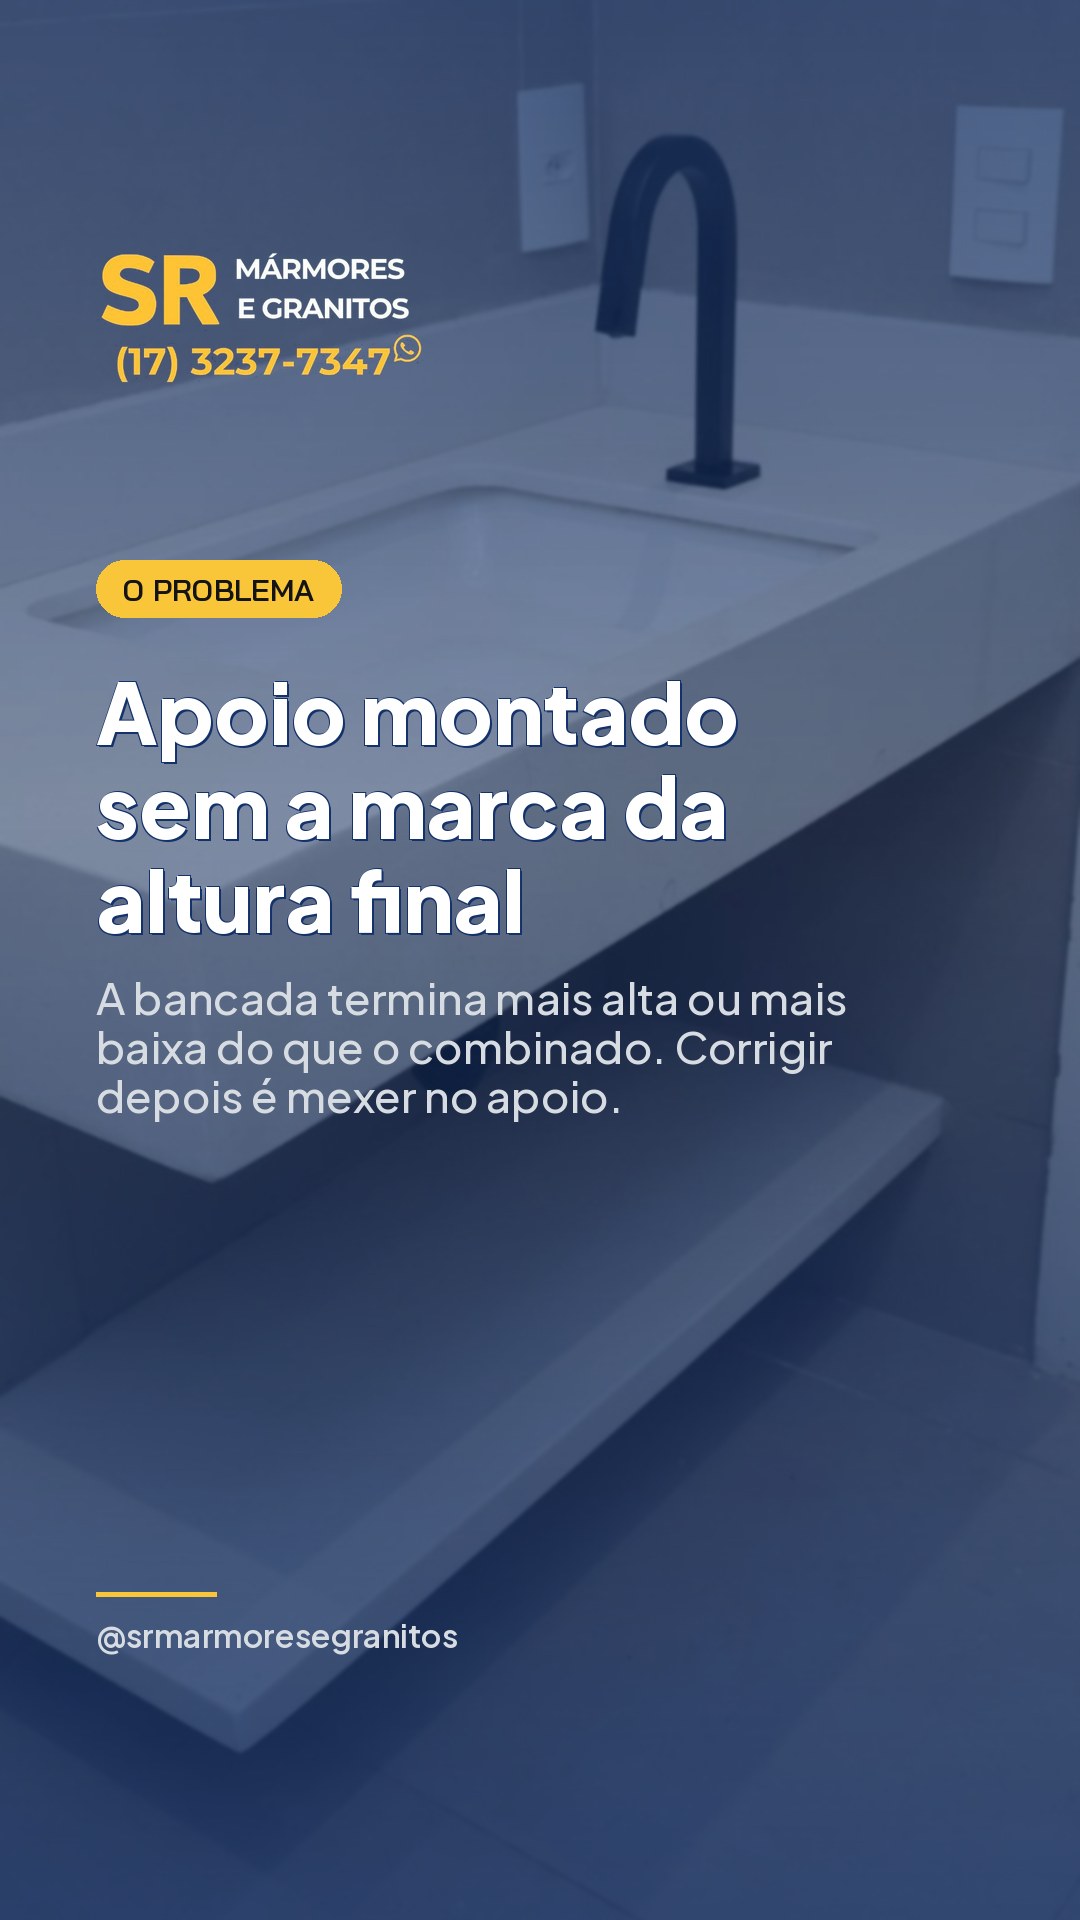 SR MÁRMORES
E GRANITOS
(17) 3237-7347
O PROBLEMA
Apoio montado
sem a marca da
altura final
A bancada termina mais alta ou mais
baixa do que o combinado. Corrigir
depois é mexer no apoio.
@srmarmoresegranitos